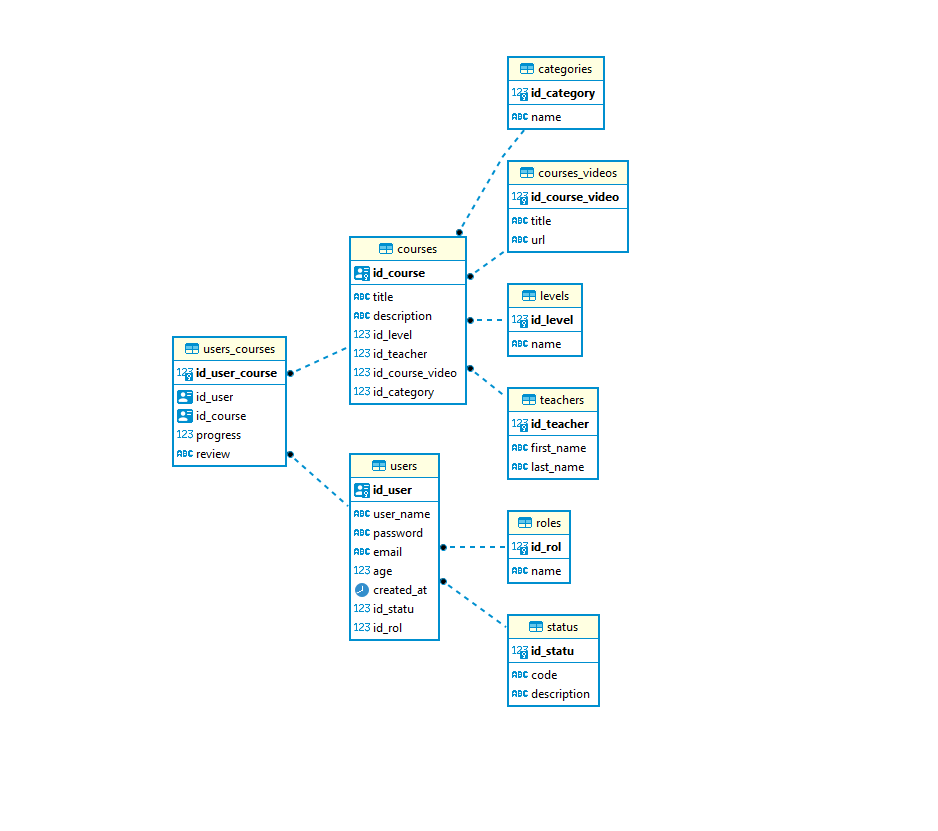 categories
123 id_category
ABC name
courses_videos
123 id_course_video
ABC title
ABC url
courses
id_course
ABC title
ABC description
123 id_level
123 id_teacher
123 id_course_video
123 id_category
levels
123 id_level
ABC name
users_courses
123 id_user_course
id_user
id_course
123 progress
ABC review
teachers
123 id_teacher
ABC first_name
ABC last_name
users
id_user
ABC user_name
ABC password
ABC email
123 age
created_at
123 id_statu
123 id_rol
roles
123 id_rol
ABC name
status
123 id_statu
ABC code
ABC description